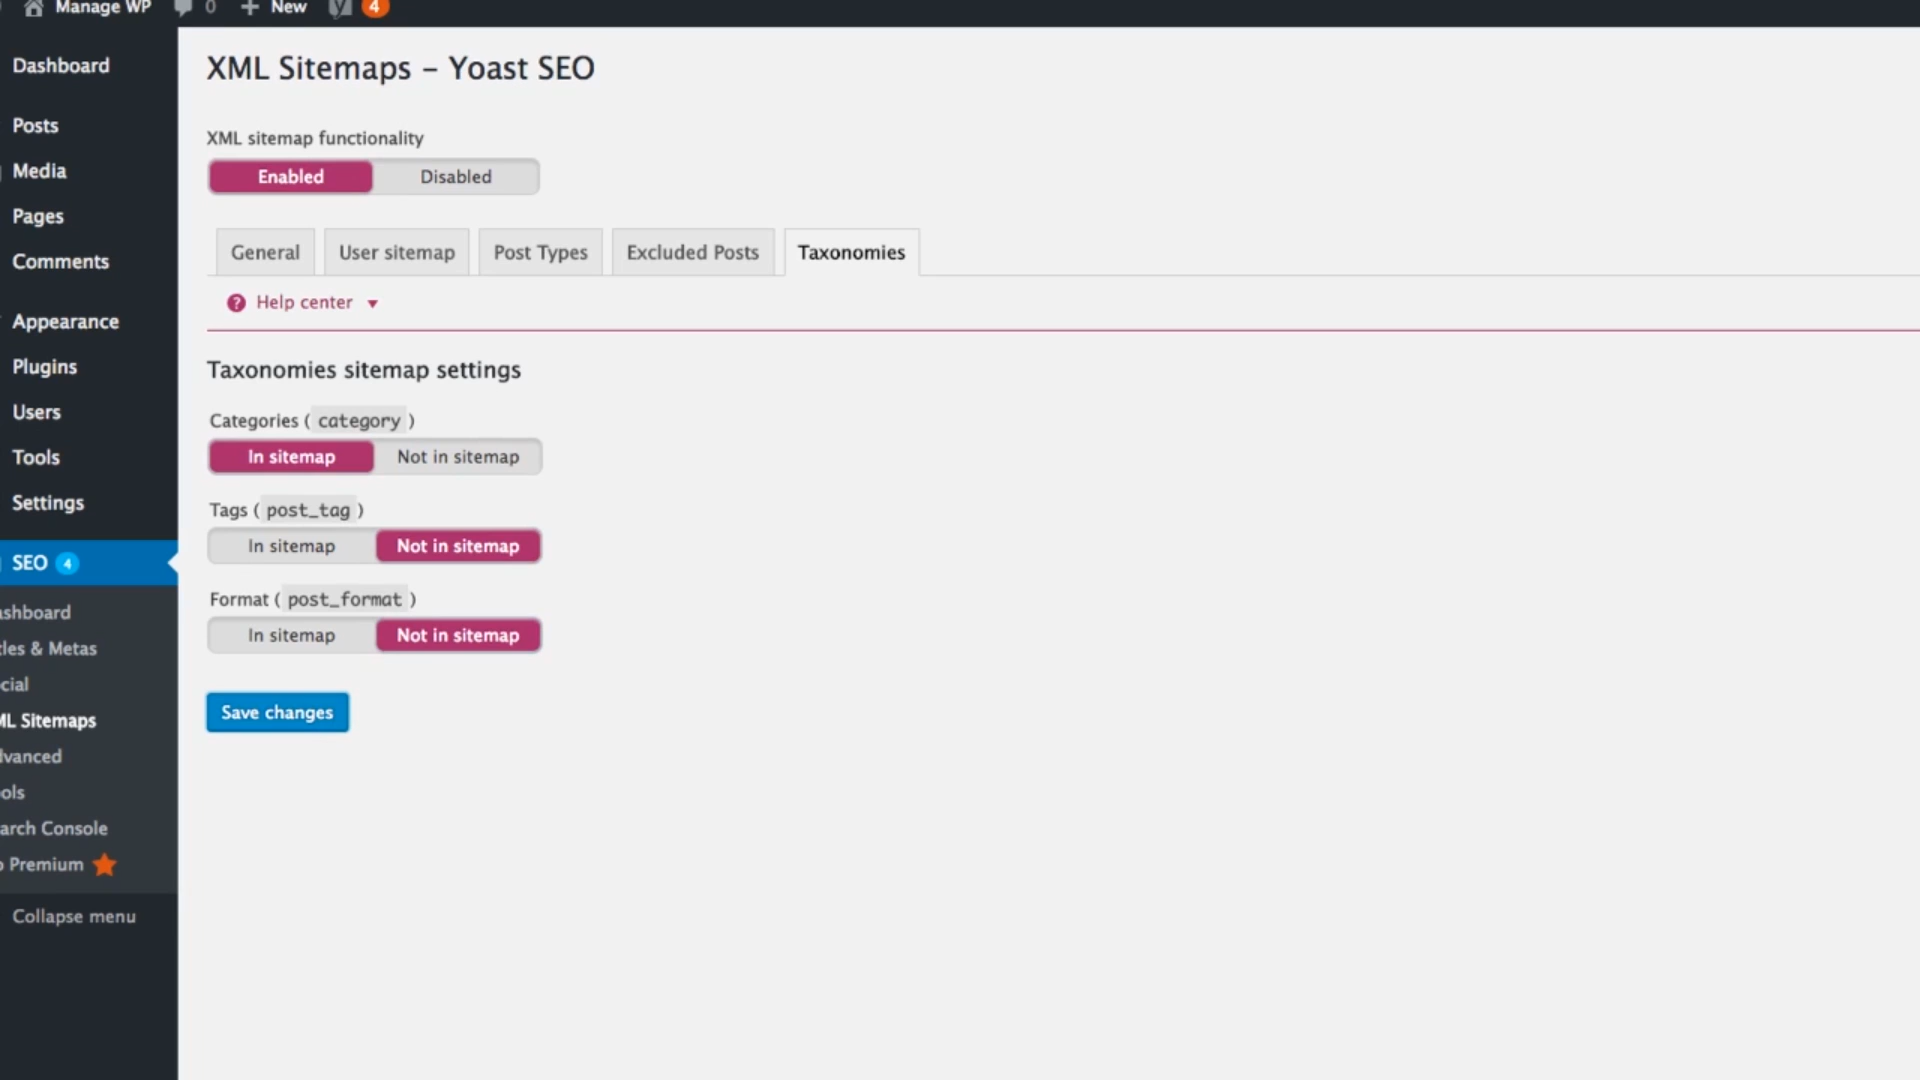 Manage WP 0 + New 4
Dashboard
Posts
Media
Pages
Comments
Appearance
Plugins
Users
Tools
Settings
SEO 4
ashboard
les & Metas
cial
ML Sitemaps
dvanced
ols
arch Console
o Premium
Collapse menu
XML Sitemaps – Yoast SEO
XML sitemap functionality
Enabled Disabled
General User sitemap Post Types Excluded Posts Taxonomies
? Help center
Taxonomies sitemap settings
Categories ( category )
In sitemap Not in sitemap
Tags ( post_tag )
In sitemap Not in sitemap
Format ( post_format )
In sitemap Not in sitemap
Save changes